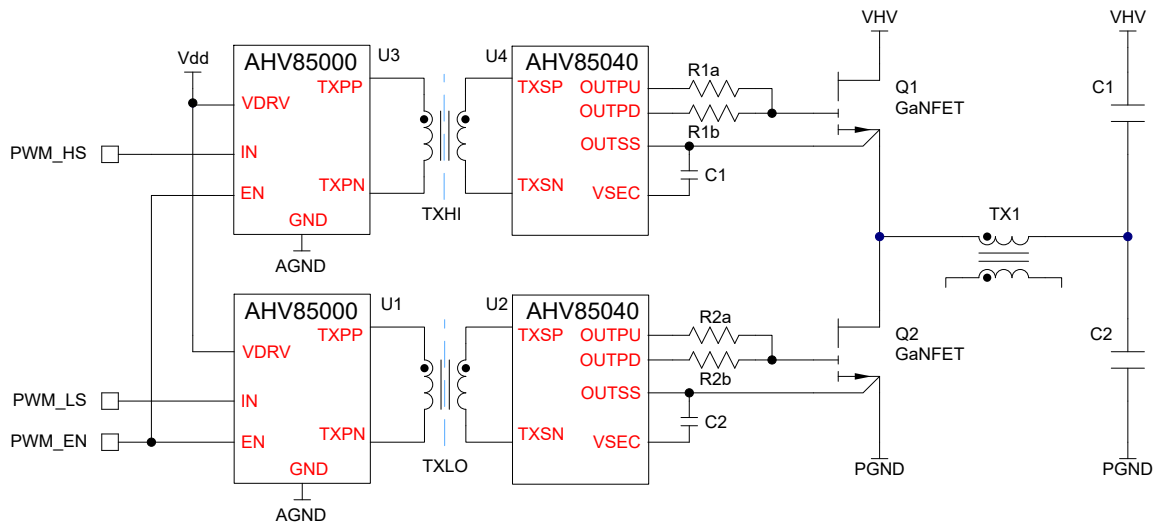 VHV
VHV
Vdd
AHV85000
U3
U4
AHV85040
VDRV
TXPP
TXSP
OUTPU
R1a
Q1
GaNFET
C1
OUTPD
R1b
PWM_HS
IN
OUTSS
EN
TXPN
TXSN
VSEC
C1
GND
TXHI
TX1
AGND
AHV85000
U1
U2
AHV85040
VDRV
TXPP
TXSP
OUTPU
R2a
Q2
GaNFET
C2
OUTPD
R2b
PWM_LS
IN
OUTSS
PWM_EN
EN
TXPN
TXSN
VSEC
C2
GND
TXLO
PGND
PGND
AGND